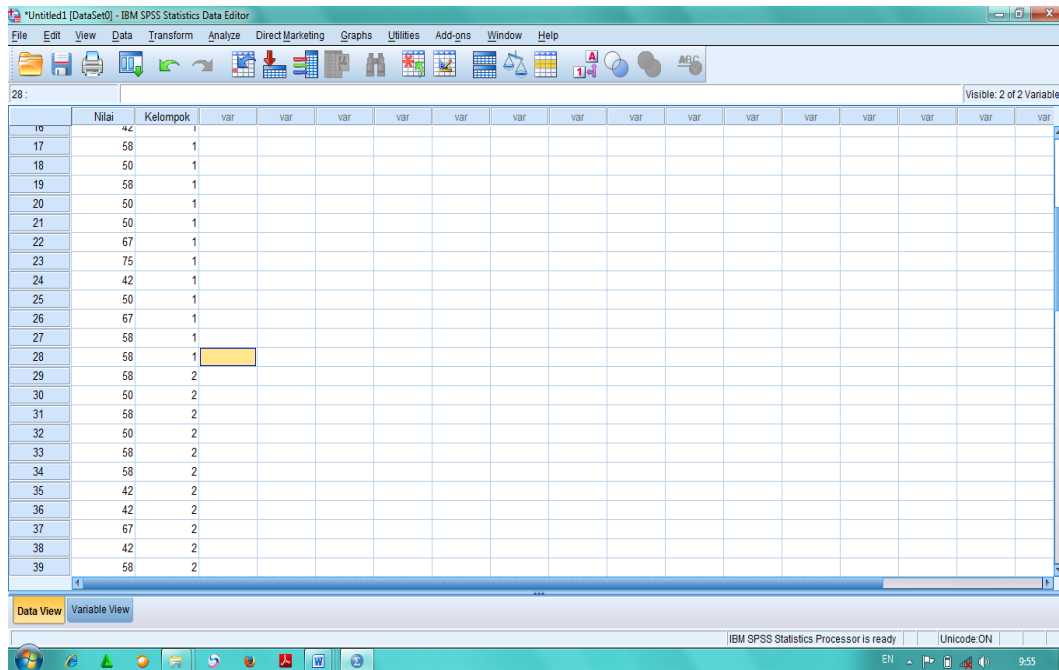 *Untitled1 [DataSet0] - IBM SPSS Statistics Data Editor
File Edit View Data Transform Analyze Direct Marketing Graphs Utilities Add-ons Window Help
28 :
Visible: 2 of 2 Variable
Nilai Kelompok var var var var var var var var var var var var var var var
16 42 1
17 58 1
18 50 1
19 58 1
20 50 1
21 50 1
22 67 1
23 75 1
24 42 1
25 50 1
26 67 1
27 58 1
28 58 1
29 58 2
30 50 2
31 58 2
32 50 2
33 58 2
34 58 2
35 42 2
36 42 2
37 67 2
38 42 2
39 58 2
Data View Variable View
IBM SPSS Statistics Processor is ready Unicode:ON
EN 9:55